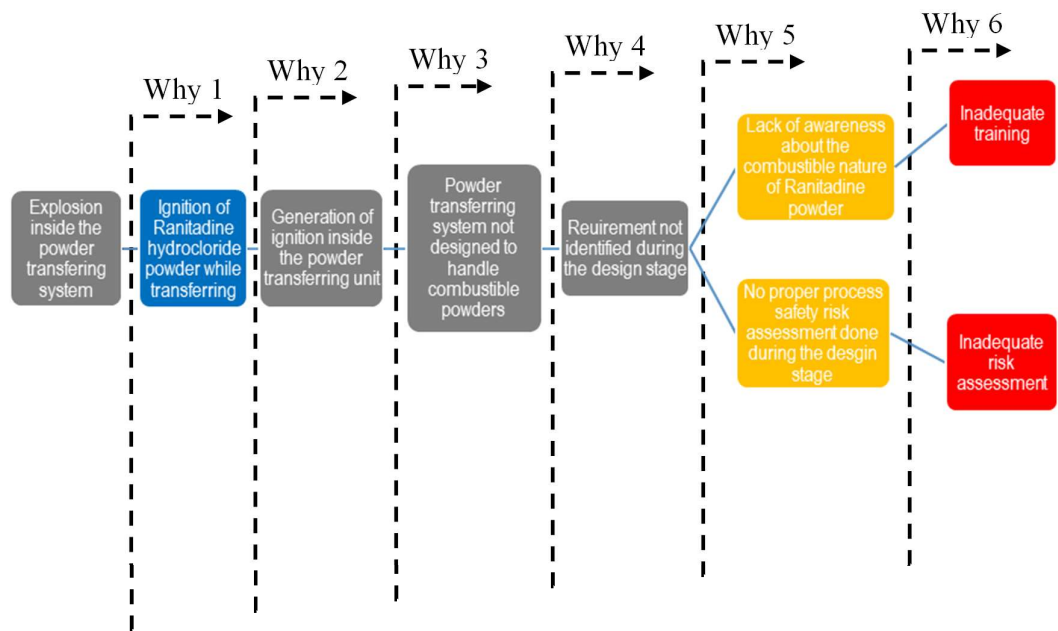 Why 1
Why 2
Why 3
Why 4
Why 5
Why 6
Explosion
inside the
powder
transfering
system
Ignition of
Ranitadine
hydrocloride
powder while
transferring
Generation of
ignition inside
the powder
transferring unit
Powder
transferring
system not
designed to
handle
combustible
powders
Reuirement not
identified during
the design stage
Lack of awareness
about the
combustible nature
of Ranitadine
powder
No proper process
safety risk
assessment done
during the desgin
stage
Inadequate
training
Inadequate
risk
assessment